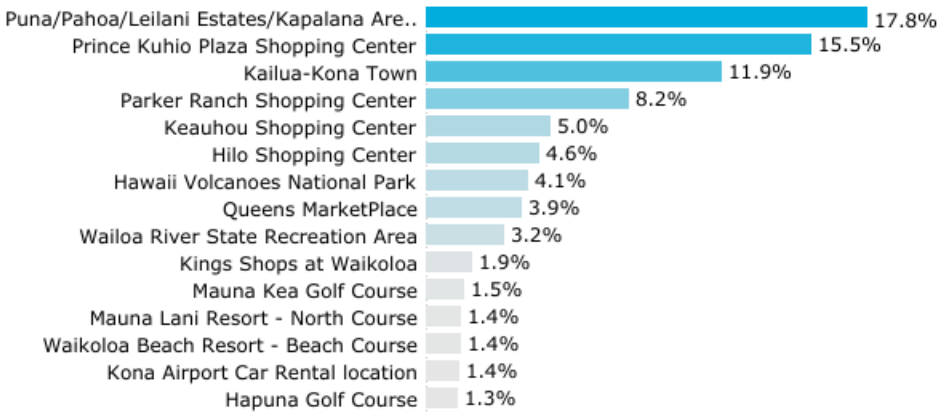 Puna/Pahoa/Leilani Estates/Kapalana Are.. 17.8%
Prince Kuhio Plaza Shopping Center 15.5%
Kailua-Kona Town 11.9%
Parker Ranch Shopping Center 8.2%
Keauhou Shopping Center 5.0%
Hilo Shopping Center 4.6%
Hawaii Volcanoes National Park 4.1%
Queens MarketPlace 3.9%
Wailoa River State Recreation Area 3.2%
Kings Shops at Waikoloa 1.9%
Mauna Kea Golf Course 1.5%
Mauna Lani Resort - North Course 1.4%
Waikoloa Beach Resort - Beach Course 1.4%
Kona Airport Car Rental location 1.4%
Hapuna Golf Course 1.3%